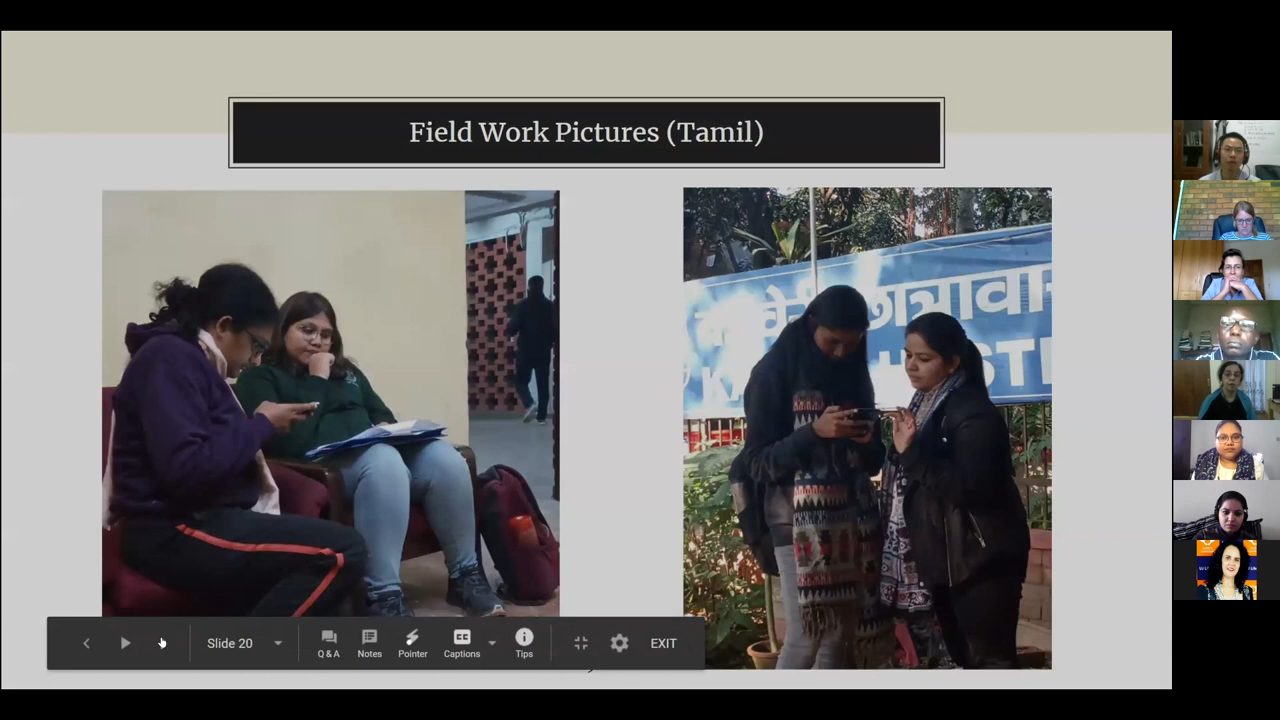 Field Work Pictures (Tamil)
छात्रावा
Slide 20
Q & A
Notes
Pointer
Captions
Tips
EXIT